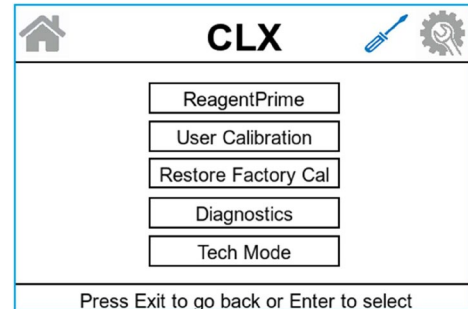 CLX
ReagentPrime
User Calibration
Restore Factory Cal
Diagnostics
Tech Mode
Press Exit to go back or Enter to select